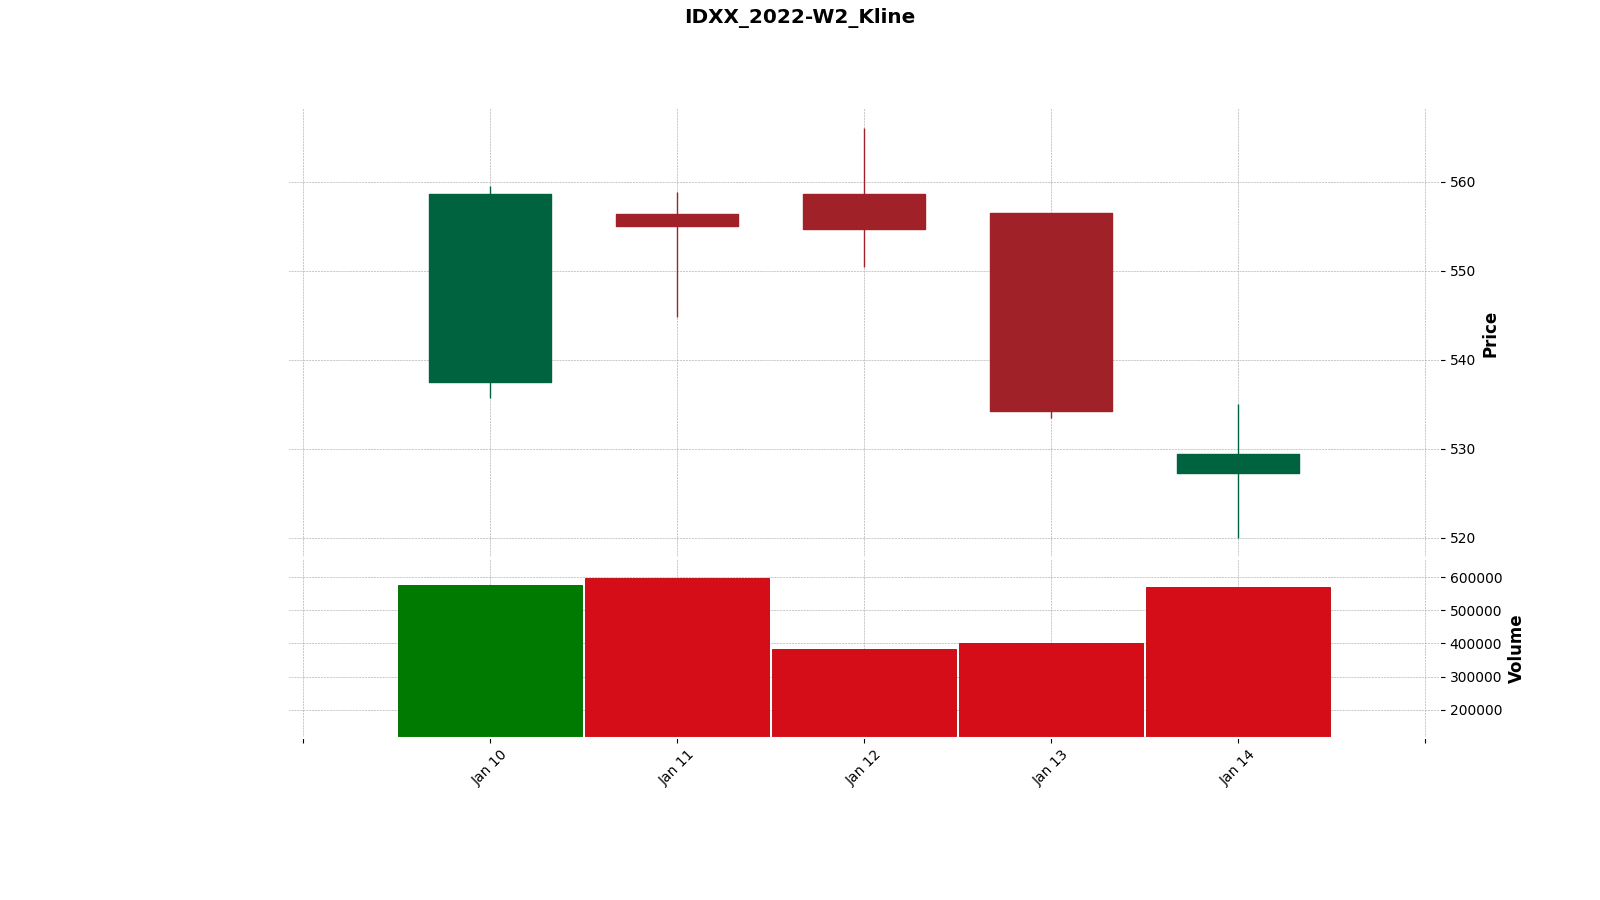 IDXX_2022-W2_Kline
560
550
540
530
520
Price
600000
500000
400000
300000
200000
Volume
Jan 10
Jan 11
Jan 12
Jan 13
Jan 14